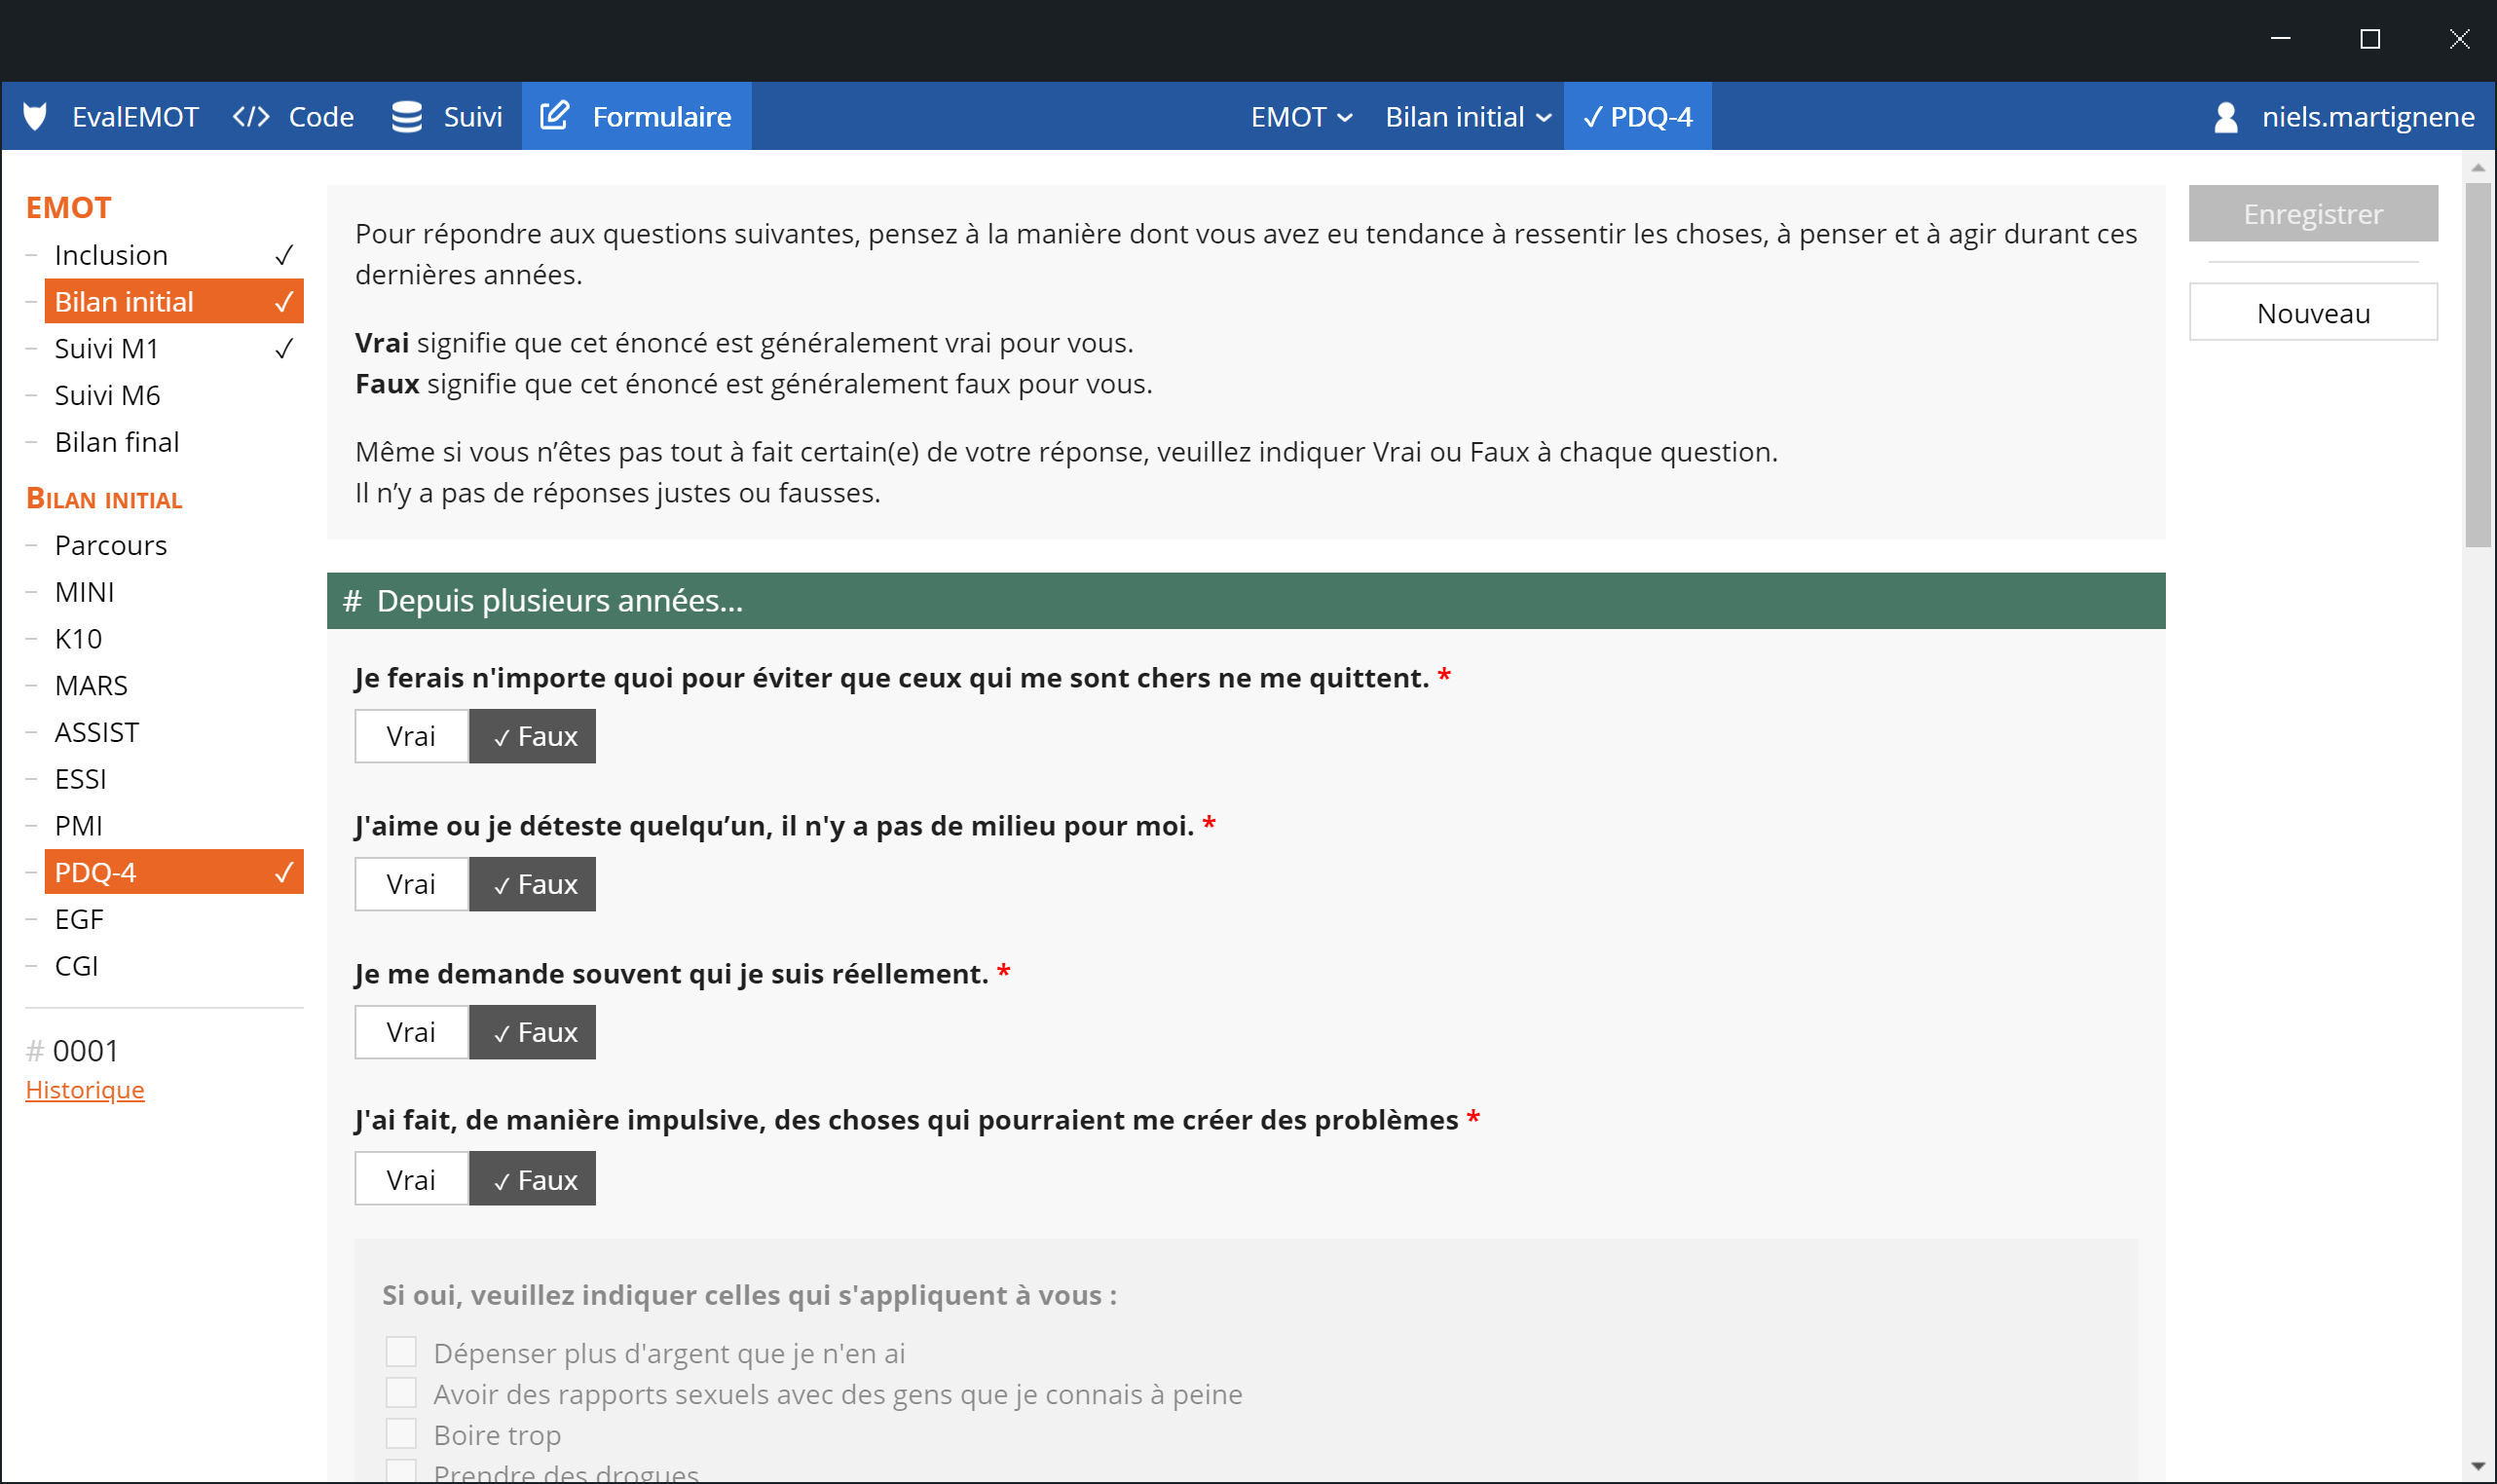 EvalEMOT Code Suivi Formulaire EMOT Bilan initial ✓ PDQ-4 niels.martignene
EMOT
Inclusion ✓
Bilan initial ✓
Suivi M1 ✓
Suivi M6
Bilan final
Bilan initial
Parcours
MINI
K10
MARS
ASSIST
ESSI
PMI
PDQ-4 ✓
EGF
CGI
# 0001
Historique
Pour répondre aux questions suivantes, pensez à la manière dont vous avez eu tendance à ressentir les choses, à penser et à agir durant ces
dernières années.
Vrai signifie que cet énoncé est généralement vrai pour vous.
Faux signifie que cet énoncé est généralement faux pour vous.
Même si vous n’êtes pas tout à fait certain(e) de votre réponse, veuillez indiquer Vrai ou Faux à chaque question.
Il n’y a pas de réponses justes ou fausses.
# Depuis plusieurs années...
Je ferais n'importe quoi pour éviter que ceux qui me sont chers ne me quittent. *
Vrai ✓ Faux
J'aime ou je déteste quelqu’un, il n'y a pas de milieu pour moi. *
Vrai ✓ Faux
Je me demande souvent qui je suis réellement. *
Vrai ✓ Faux
J'ai fait, de manière impulsive, des choses qui pourraient me créer des problèmes *
Vrai ✓ Faux
Si oui, veuillez indiquer celles qui s'appliquent à vous :
Dépenser plus d'argent que je n'en ai
Avoir des rapports sexuels avec des gens que je connais à peine
Boire trop
Prendre des drogues
Enregistrer
Nouveau